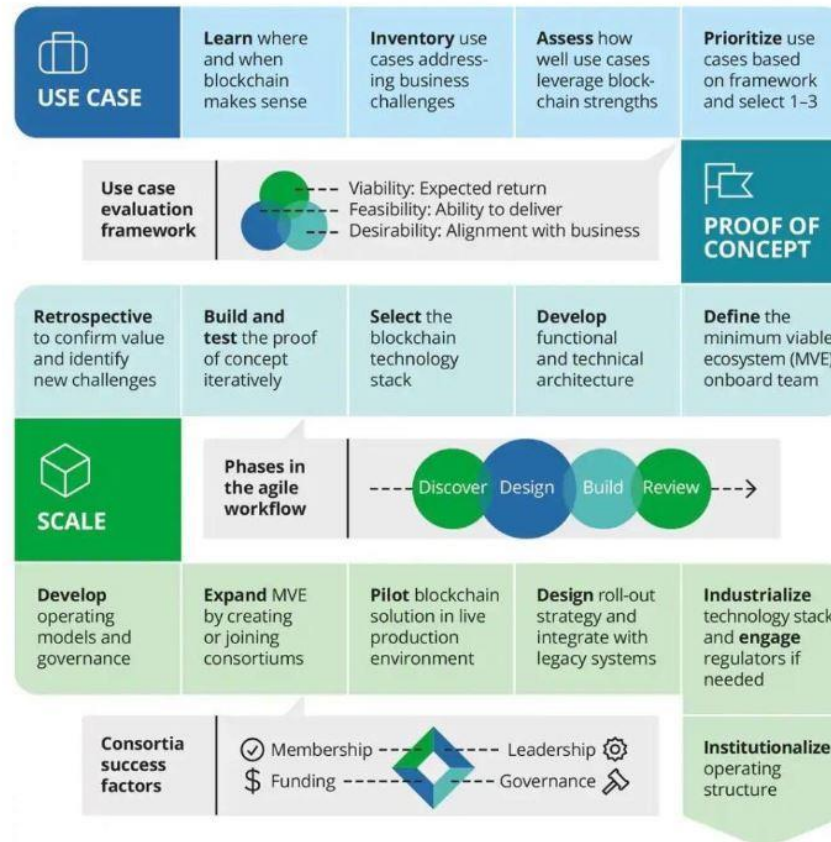 USE CASE
Learn where
and when
blockchain
makes sense
Inventory use
cases address-
ing business
challenges
Assess how
well use cases
leverage block-
chain strengths
Prioritize use
cases based
on framework
and select 1–3
Use case
evaluation
framework
Viability: Expected return
Feasibility: Ability to deliver
Desirability: Alignment with business
PROOF OF
CONCEPT
Retrospective
to confirm value
and identify
new challenges
Build and
test the proof
of concept
iteratively
Select the
blockchain
technology
stack
Develop
functional
and technical
architecture
Define the
minimum viable
ecosystem (MVE)
onboard team
SCALE
Phases in
the agile
workflow
Discover
Design
Build
Review
Develop
operating
models and
governance
Expand MVE
by creating
or joining
consortiums
Pilot blockchain
solution in live
production
environment
Design roll-out
strategy and
integrate with
legacy systems
Industrialize
technology stack
and engage
regulators if
needed
Consortia
success
factors
Membership
Leadership
$ Funding
Governance
Institutionalize
operating
structure